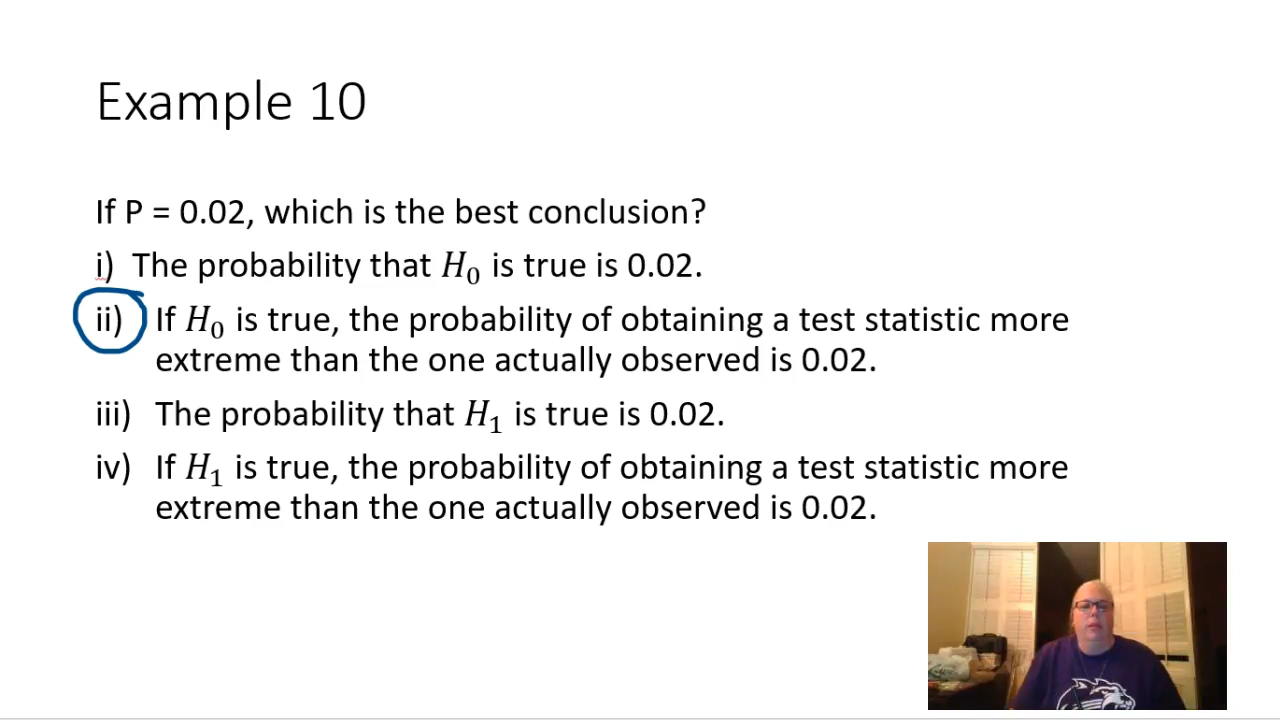 Example 10
If P = 0.02, which is the best conclusion?
i) The probability that H₀ is true is 0.02.
ii) If H₀ is true, the probability of obtaining a test statistic more
extreme than the one actually observed is 0.02.
iii) The probability that H₁ is true is 0.02.
iv) If H₁ is true, the probability of obtaining a test statistic more
extreme than the one actually observed is 0.02.